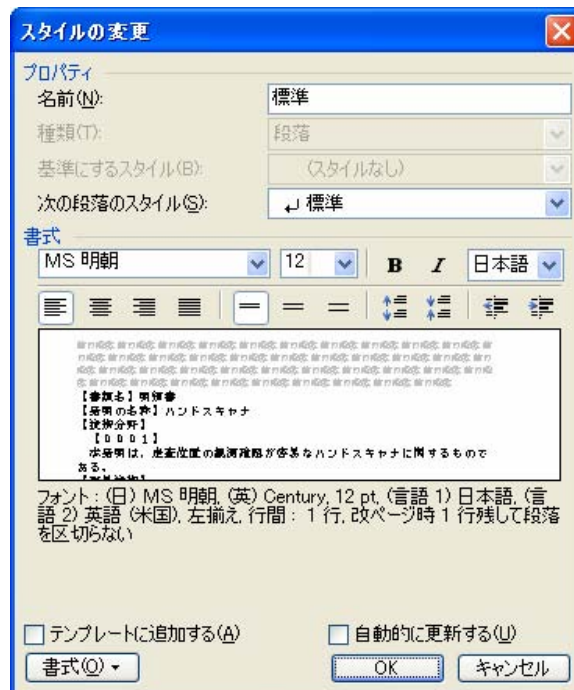 スタイルの変更
プロパティ
名前(N): 標準
種類(T): 段落
基準にするスタイル(B): (スタイルなし)
次の段落のスタイル(S): ↵ 標準
書式
MS 明朝 12 B I 日本語
【書類名】明細書
【発明の名称】ハンドスキャナ
【技術分野】
【0001】
本発明は、走査位置の観測確認が容易なハンドスキャナに関するもので
ある。
フォント : (日) MS 明朝, (英) Century, 12 pt, (言語 1) 日本語, (言
語 2) 英語 (米国), 左揃え, 行間 : 1 行, 改ページ時 1 行残して段落
を区切らない
テンプレートに追加する(A) 自動的に更新する(U)
書式(O) OK キャンセル